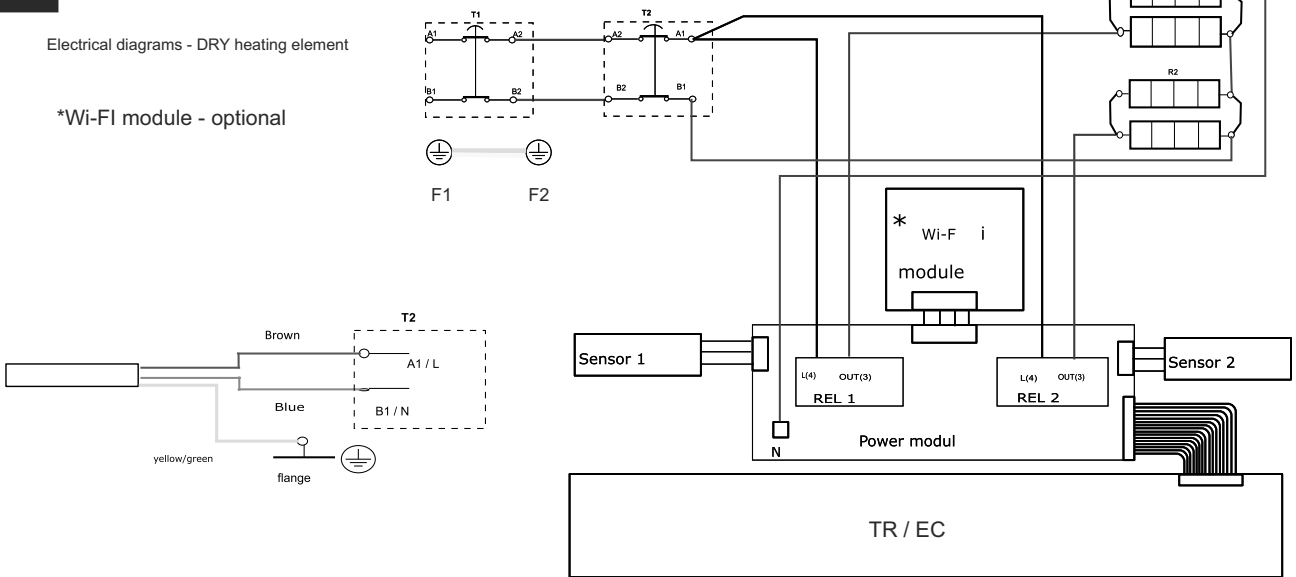 T1
T2
A1
A2
A2
A1
Electrical diagrams - DRY heating element
R2
B1
B2
B2
B1
*Wi-FI module - optional
F1
F2
* Wi-F i
module
T2
Brown
A1 / L
Sensor 1
Sensor 2
L(4) OUT(3)
REL 1
L(4) OUT(3)
REL 2
Blue
B1 / N
Power modul
N
yellow/green
flange
TR / EC